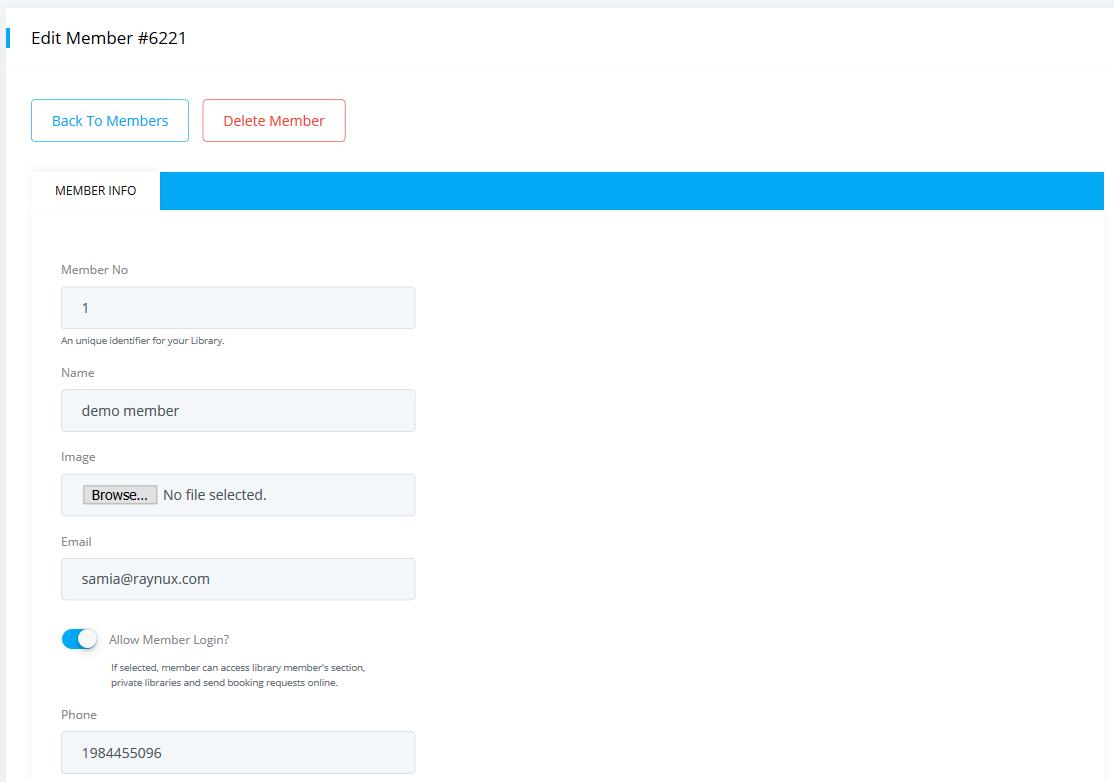 Edit Member #6221
Back To Members
Delete Member
MEMBER INFO
Member No
1
An unique identifier for your Library.
Name
demo member
Image
Browse... No file selected.
Email
samia@raynux.com
Allow Member Login?
If selected, member can access library member's section,
private libraries and send booking requests online.
Phone
1984455096